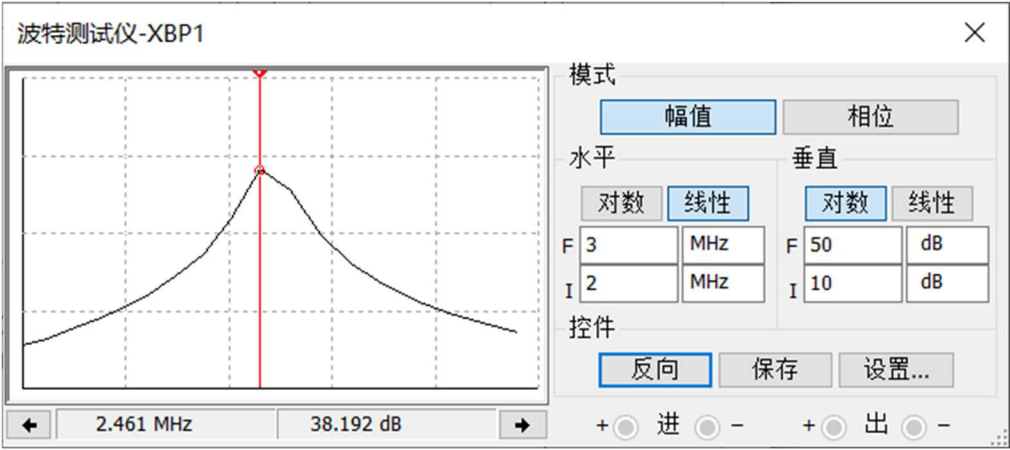 波特测试仪-XBP1
模式
幅值 相位
水平 垂直
对数 线性 对数 线性
F 3 MHz F 50 dB
I 2 MHz I 10 dB
控件
反向 保存 设置...
2.461 MHz 38.192 dB + 进 - + 出 -